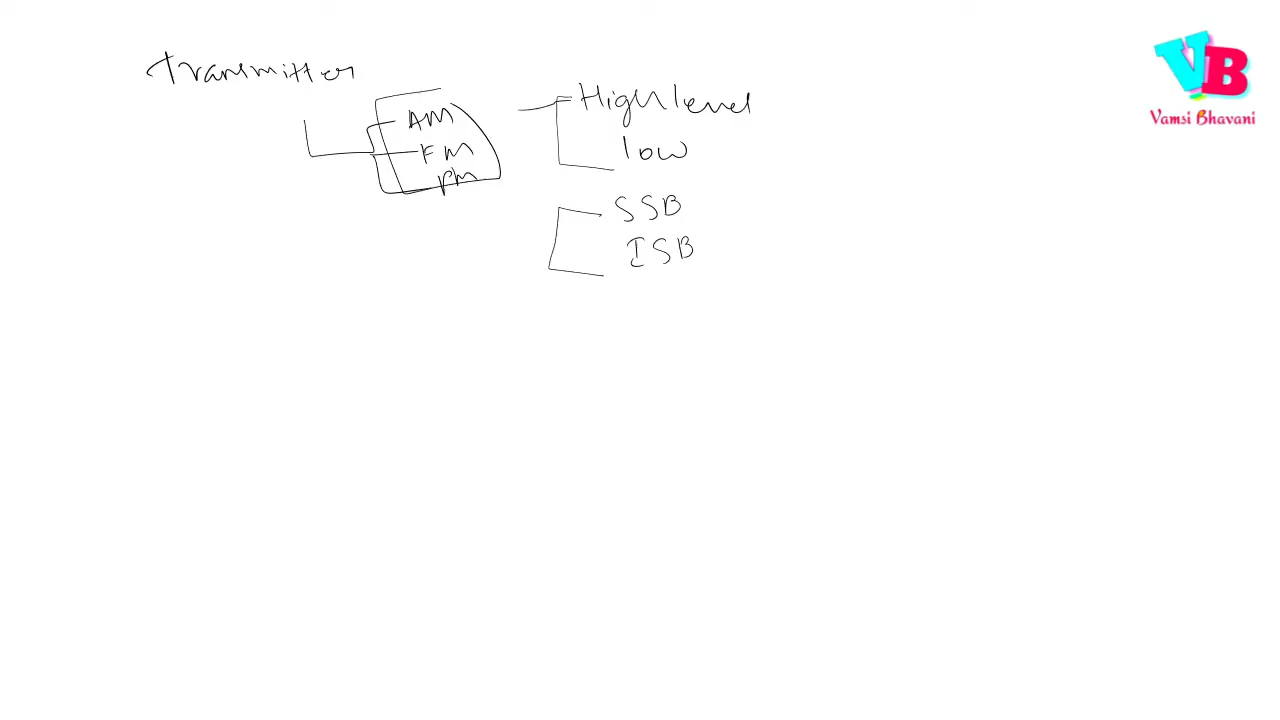 Transmitter
AM
FM
PM
High level
low
SSB
ISB
VB
Vamsi Bhavani